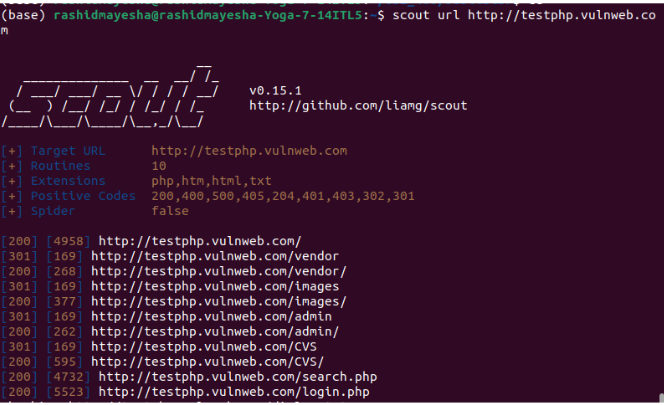 (base) rashidmayesha@rashidmayesha-Yoga-7-14ITL5:~$ scout url http://testphp.vulnweb.co
m
scout
v0.15.1
http://github.com/liamg/scout
[+] Target URL http://testphp.vulnweb.com
[+] Routines 10
[+] Extensions php,htm,html,txt
[+] Positive Codes 200,400,500,405,204,401,403,302,301
[+] Spider false
[200] [4958] http://testphp.vulnweb.com/
[301] [169] http://testphp.vulnweb.com/vendor
[200] [268] http://testphp.vulnweb.com/vendor/
[301] [169] http://testphp.vulnweb.com/images
[200] [377] http://testphp.vulnweb.com/images/
[301] [169] http://testphp.vulnweb.com/admin
[200] [262] http://testphp.vulnweb.com/admin/
[301] [169] http://testphp.vulnweb.com/CVS
[200] [595] http://testphp.vulnweb.com/CVS/
[200] [4732] http://testphp.vulnweb.com/search.php
[200] [5523] http://testphp.vulnweb.com/login.php